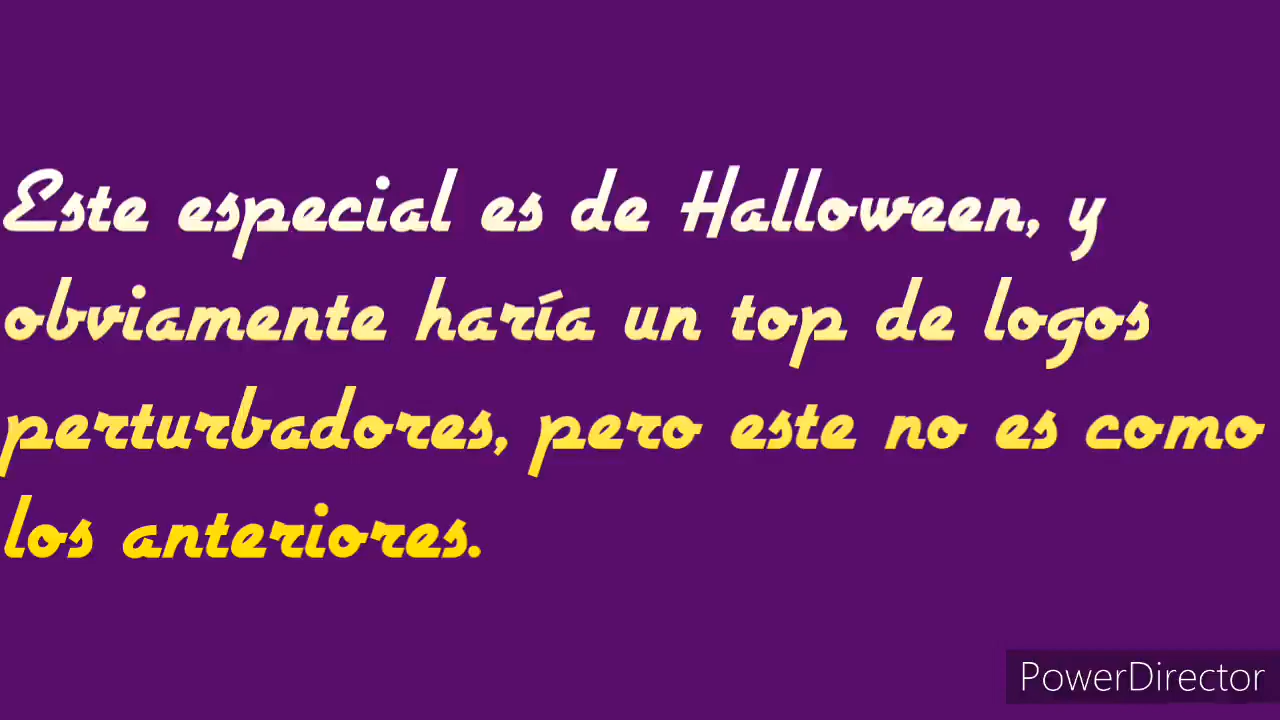 Este especial es de Halloween, y
obviamente haría un top de logos
perturbadores, pero este no es como
los anteriores.
PowerDirector